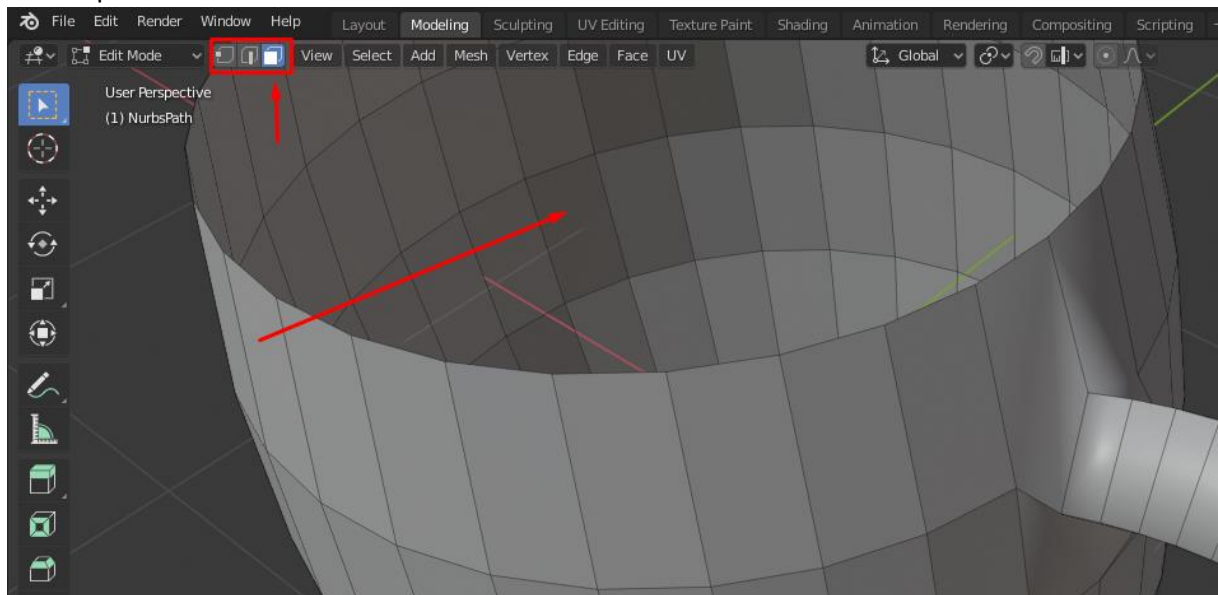 File Edit Render Window Help Layout Modeling Sculpting UV Editing Texture Paint Shading Animation Rendering Compositing Scripting
Edit Mode View Select Add Mesh Vertex Edge Face UV Global
User Perspective
(1) NurbsPath